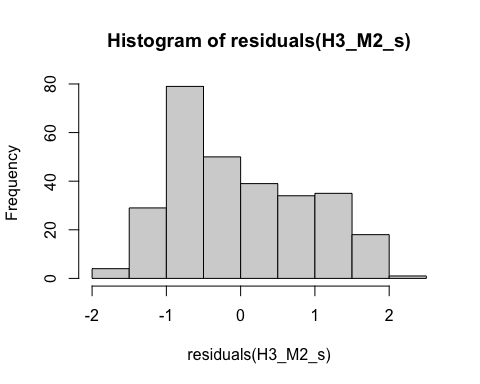 Histogram of residuals(H3_M2_s)
Frequency
80
60
40
20
0
-2 -1 0 1 2
residuals(H3_M2_s)